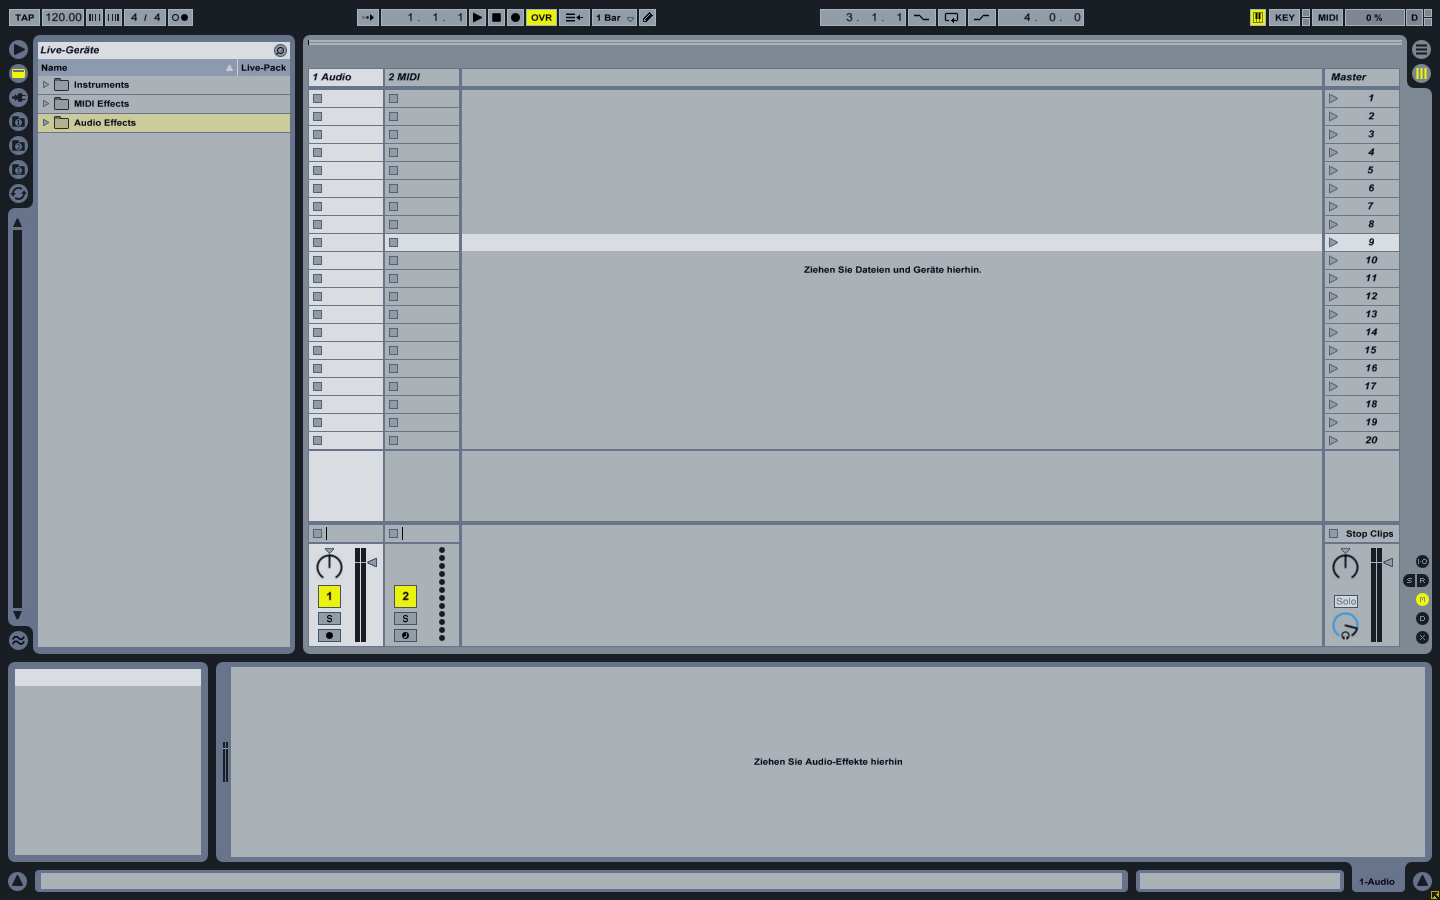 TAP 120.00 4 / 4 1. 1. 1 OVR 1 Bar 3. 1. 1 4. 0. 0 KEY MIDI 0 % D
Live-Geräte
Name Live-Pack
Instruments
MIDI Effects
Audio Effects
1 Audio 2 MIDI Master
1
2
3
4
5
6
7
8
9
10
Ziehen Sie Dateien und Geräte hierhin.
11
12
13
14
15
16
17
18
19
20
Stop Clips
I·O
S R
1 2 Solo M
S S D
X
Ziehen Sie Audio-Effekte hierhin
1-Audio